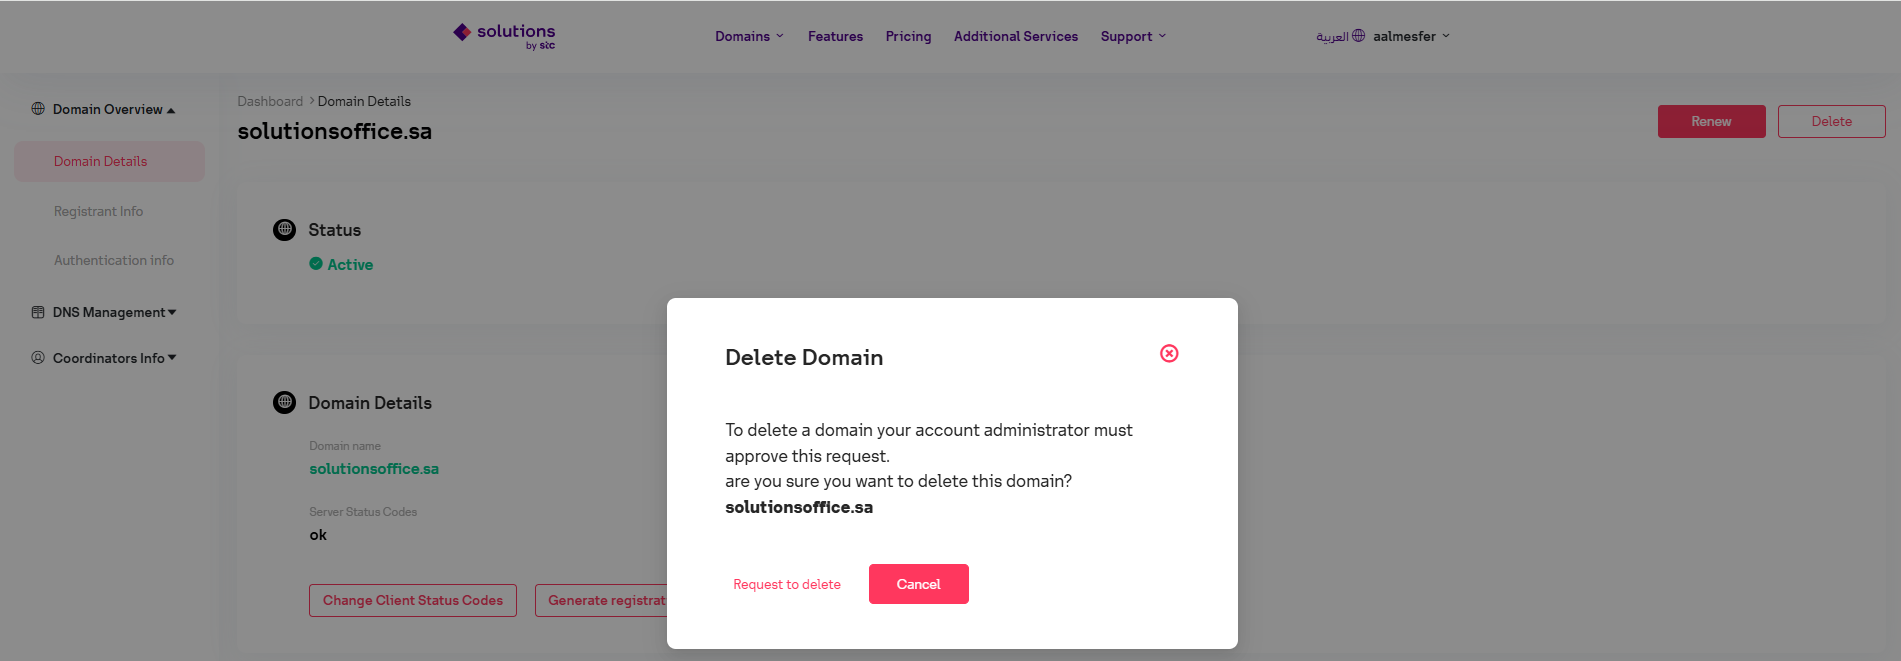 solutions
by stc
Domains
Features
Pricing
Additional Services
Support
العربية
aalmesfer
Domain Overview
Domain Details
Registrant Info
Authentication info
DNS Management
Coordinators Info
Dashboard > Domain Details
solutionsoffice.sa
Renew
Delete
Status
Active
Domain Details
Domain name
solutionsoffice.sa
Server Status Codes
ok
Change Client Status Codes
Generate registrat
Delete Domain
To delete a domain your account administrator must
approve this request.
are you sure you want to delete this domain?
solutionsoffice.sa
Request to delete
Cancel